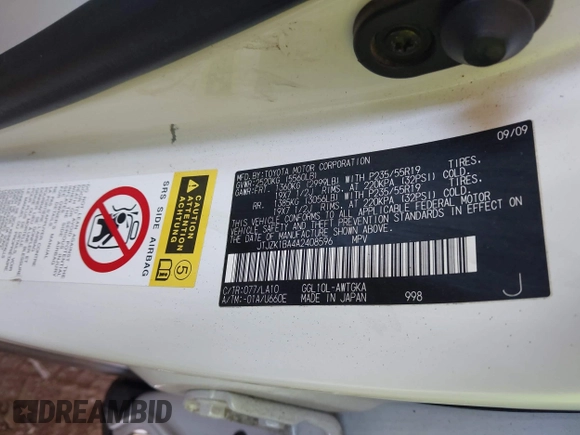 09/09
MFD. BY:TOYOTA MOTOR CORPORATION
GVWR:2520KG (5560LB)
GAWR:FRT. 1360KG (2999LB) WITH P235/55R19 TIRES.
19X7 1/2J RIMS, AT 220KPA (32PSI) COLD.
RR. 1385KG (3056LB) WITH P235/55R19 TIRES.
19X7 1/2J RIMS, AT 220KPA (32PSI) COLD.
THIS VEHICLE CONFORMS TO ALL APPLICABLE FEDERAL MOTOR
VEHICLE SAFETY AND THEFT PREVENTION STANDARDS IN EFFECT ON
THE DATE OF MANUFACTURE SHOWN ABOVE.
JTJZK1BA4A2408596 MPV
C/TR:077/LA10 GGL10L-AWTGKA
A/TM:-01A/U660E MADE IN JAPAN 998
J
CAUTION
ATTENTION
ACHTUNG
5
SRS SIDE AIRBAG
DREAMBID